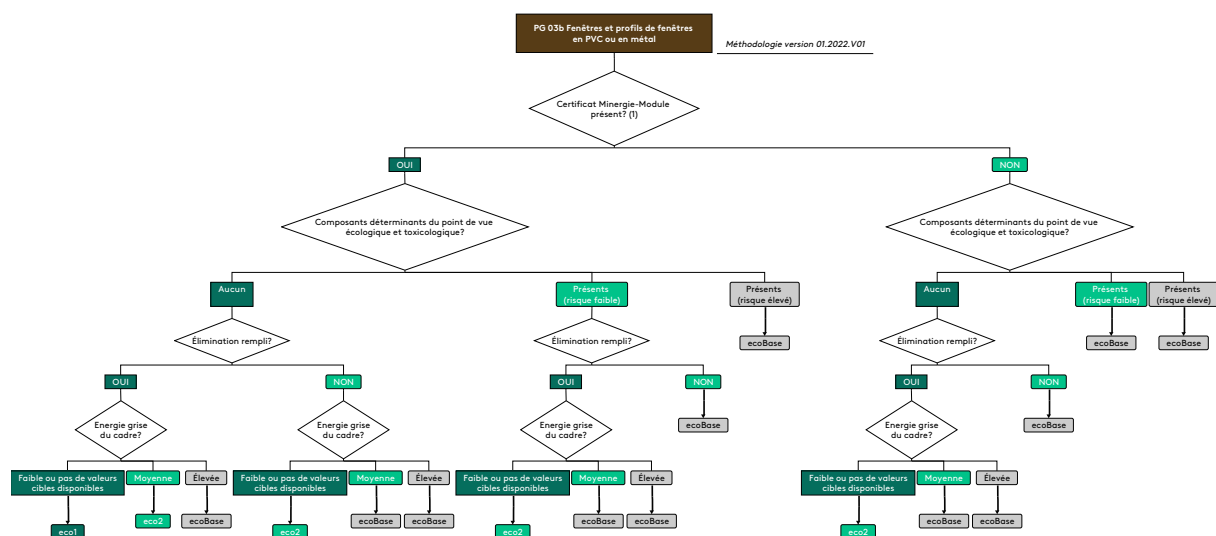 PG 03b Fenêtres et profils de fenêtres
en PVC ou en métal
Méthodologie version 01.2022.V01
Certificat Minergie-Module
présent? (1)
OUI
NON
Composants déterminants du point de vue
écologique et toxicologique?
Composants déterminants du point de vue
écologique et toxicologique?
Aucun
Présents
(risque faible)
Présents
(risque élevé)
Aucun
Présents
(risque faible)
Présents
(risque élevé)
Élimination rempli?
Élimination rempli?
ecoBase
Élimination rempli?
ecoBase
ecoBase
OUI
NON
OUI
NON
OUI
NON
Energie grise
du cadre?
Energie grise
du cadre?
Energie grise
du cadre?
ecoBase
Energie grise
du cadre?
ecoBase
Faible ou pas de valeurs
cibles disponibles
Moyenne
Élevée
Faible ou pas de valeurs
cibles disponibles
Moyenne
Élevée
Faible ou pas de valeurs
cibles disponibles
Moyenne
Élevée
Faible ou pas de valeurs
cibles disponibles
Moyenne
Élevée
eco1
eco2
ecoBase
eco2
ecoBase
ecoBase
eco2
ecoBase
ecoBase
eco2
ecoBase
ecoBase